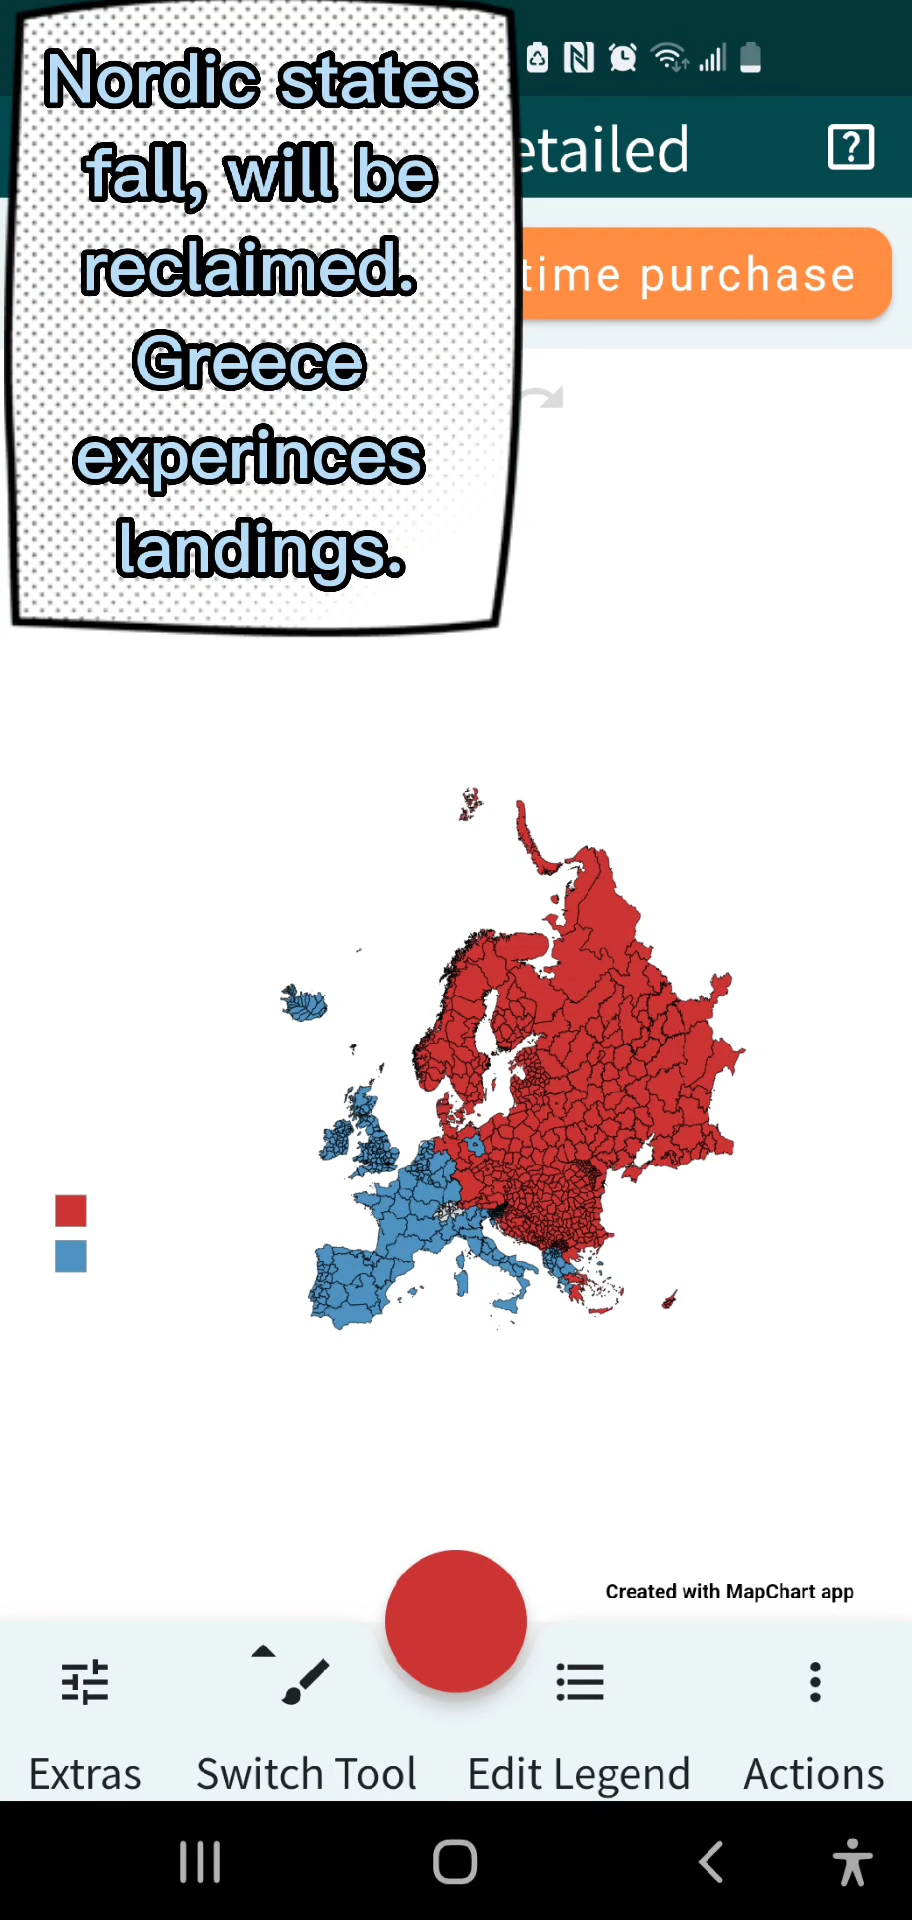 Nordic states
fall, will be
reclaimed.
Greece
experinces
landings.
etailed
time purchase
Created with MapChart app
Extras
Switch Tool
Edit Legend
Actions